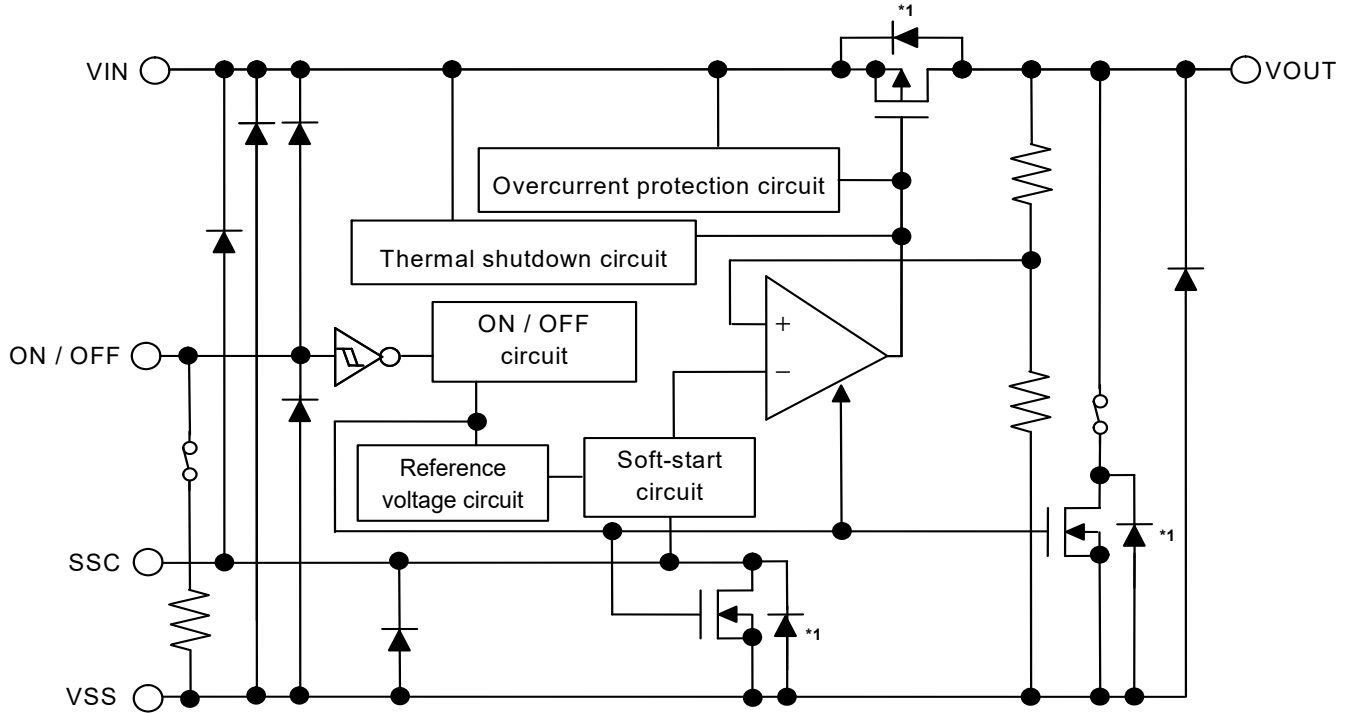 *1
VIN
VOUT
Overcurrent protection circuit
Thermal shutdown circuit
ON / OFF
circuit
ON / OFF
+
−
Reference
voltage circuit
Soft-start
circuit
*1
SSC
*1
VSS